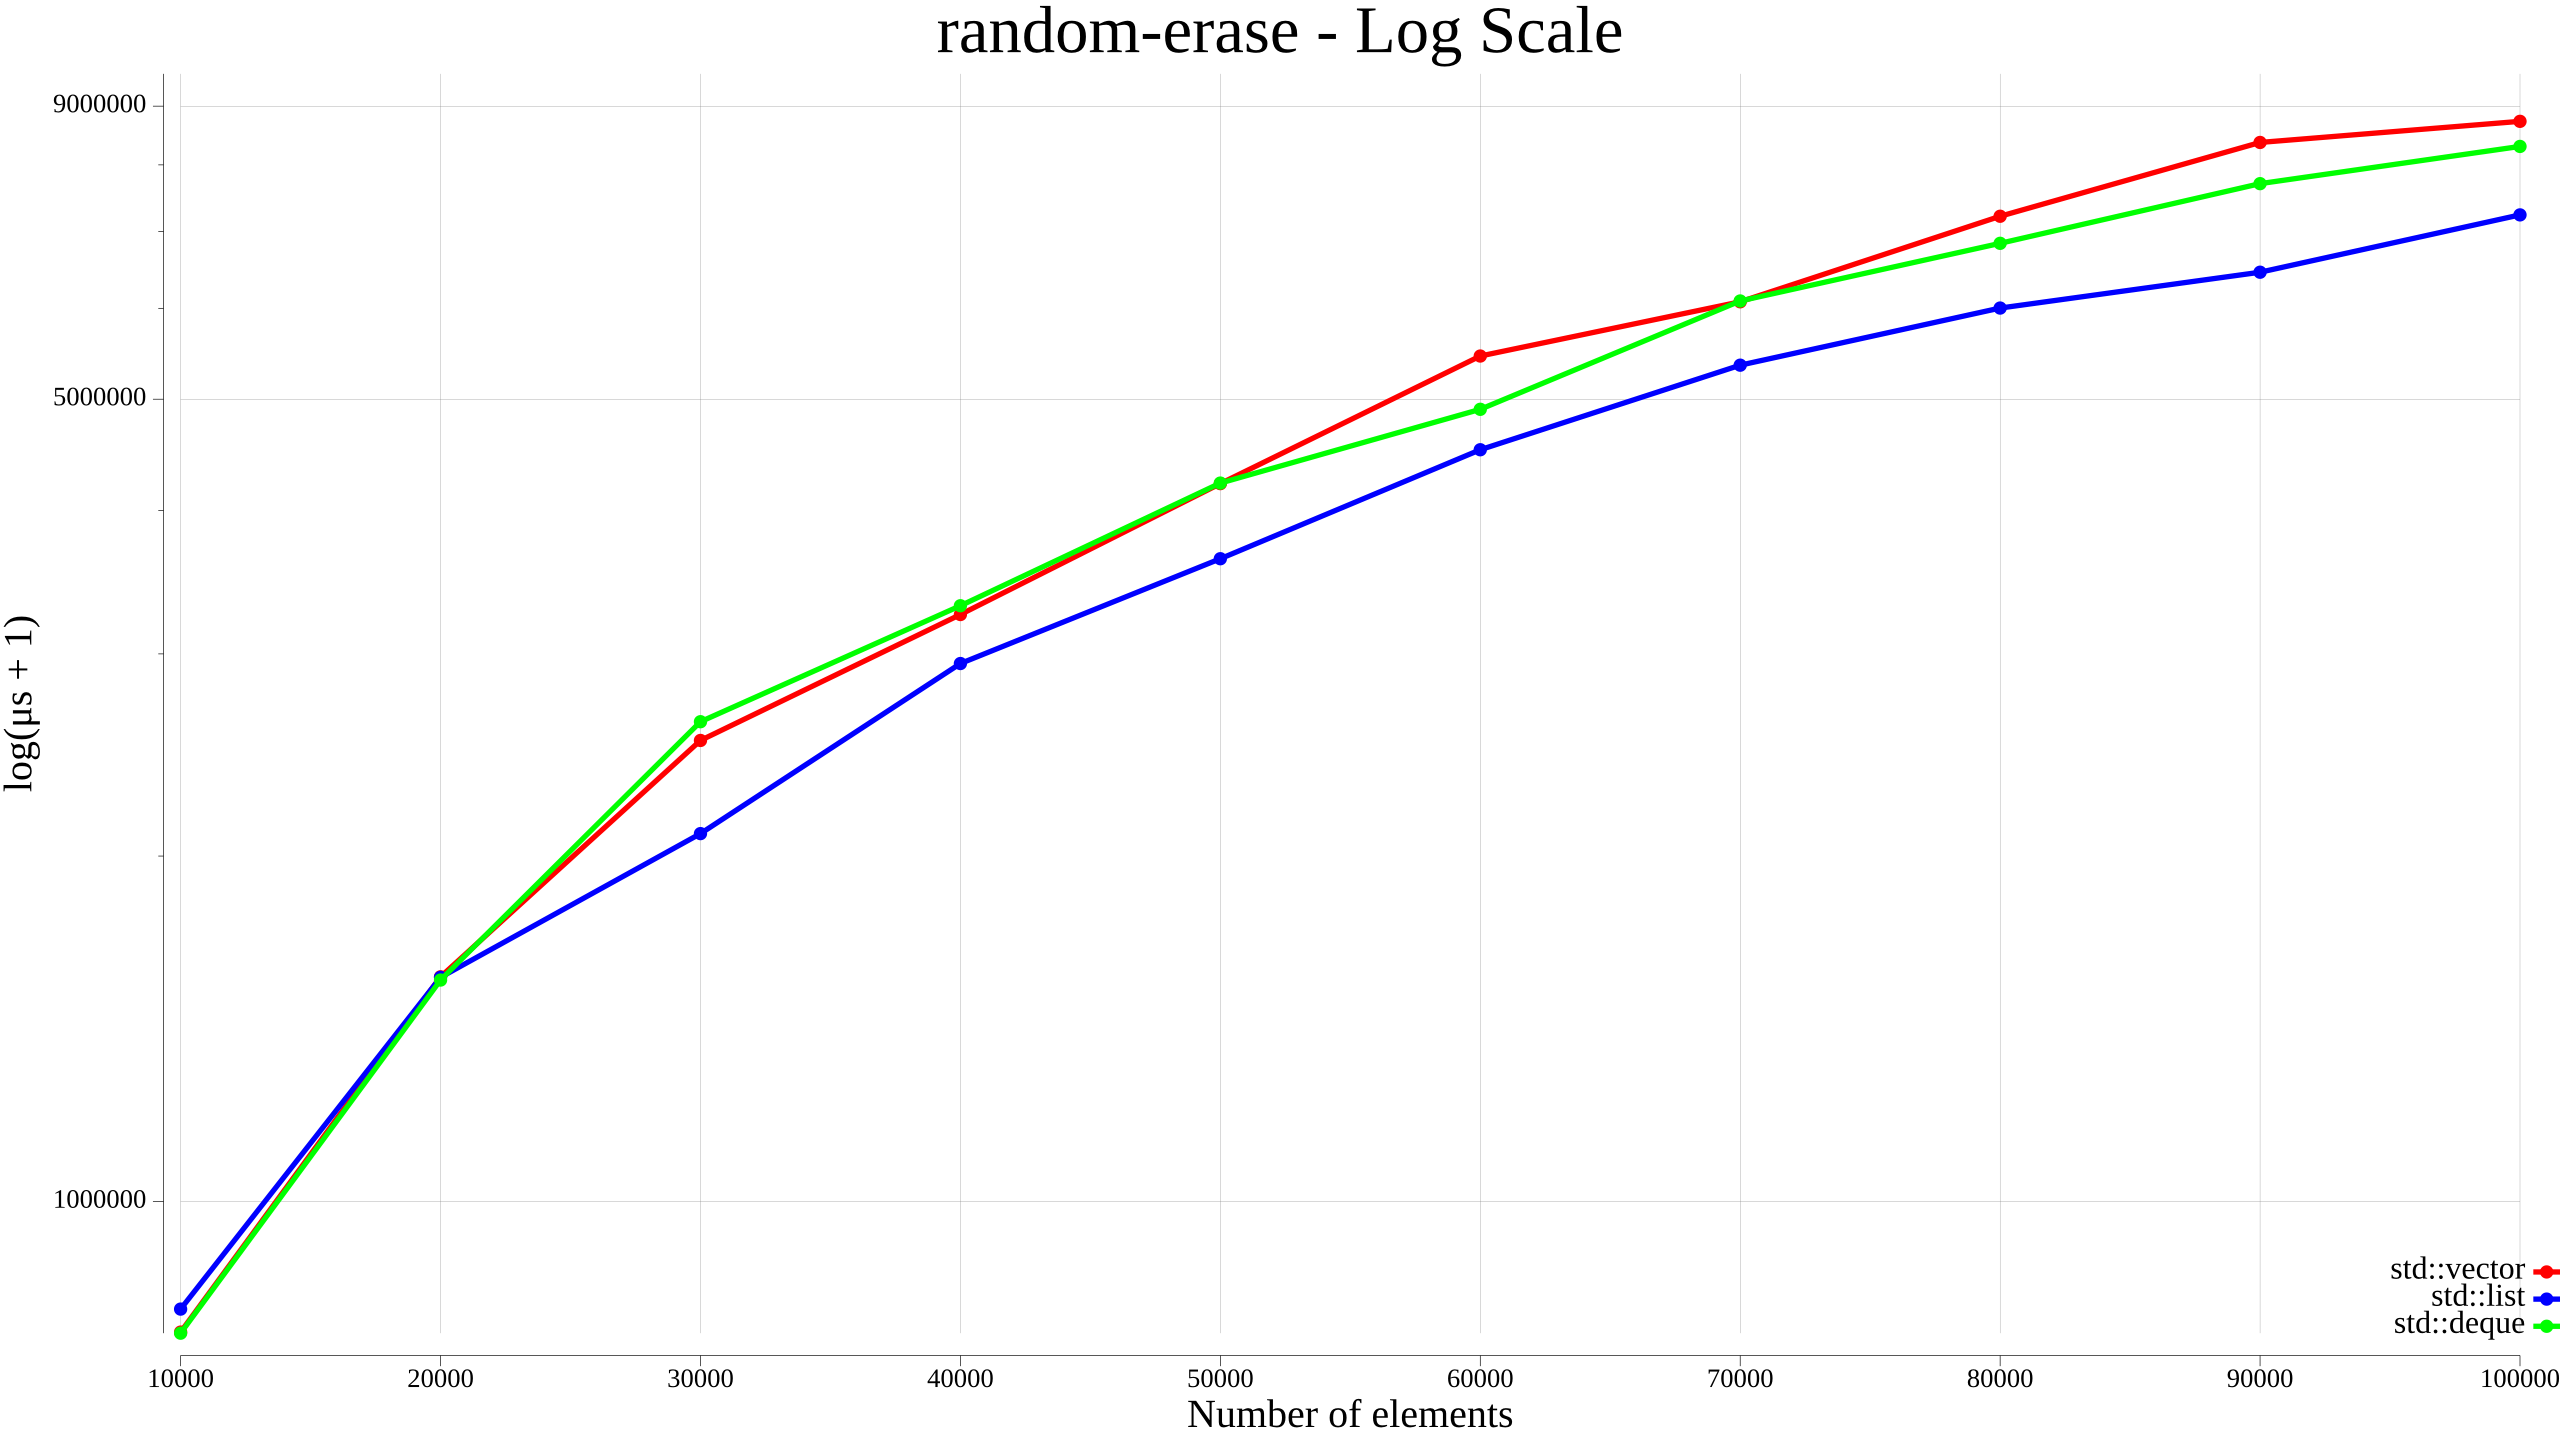 random-erase - Log Scale
9000000
5000000
1000000
log(μs + 1)
std::vector
std::list
std::deque
10000 20000 30000 40000 50000 60000 70000 80000 90000 100000
Number of elements